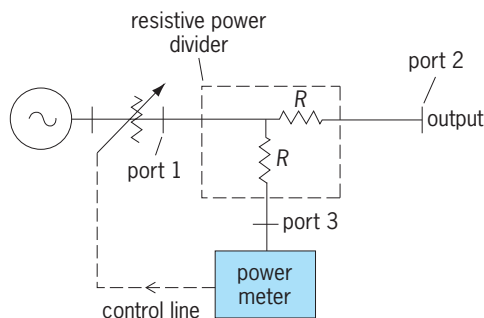 resistive power
divider
port 2
R
output
port 1
R
port 3
power
meter
control line